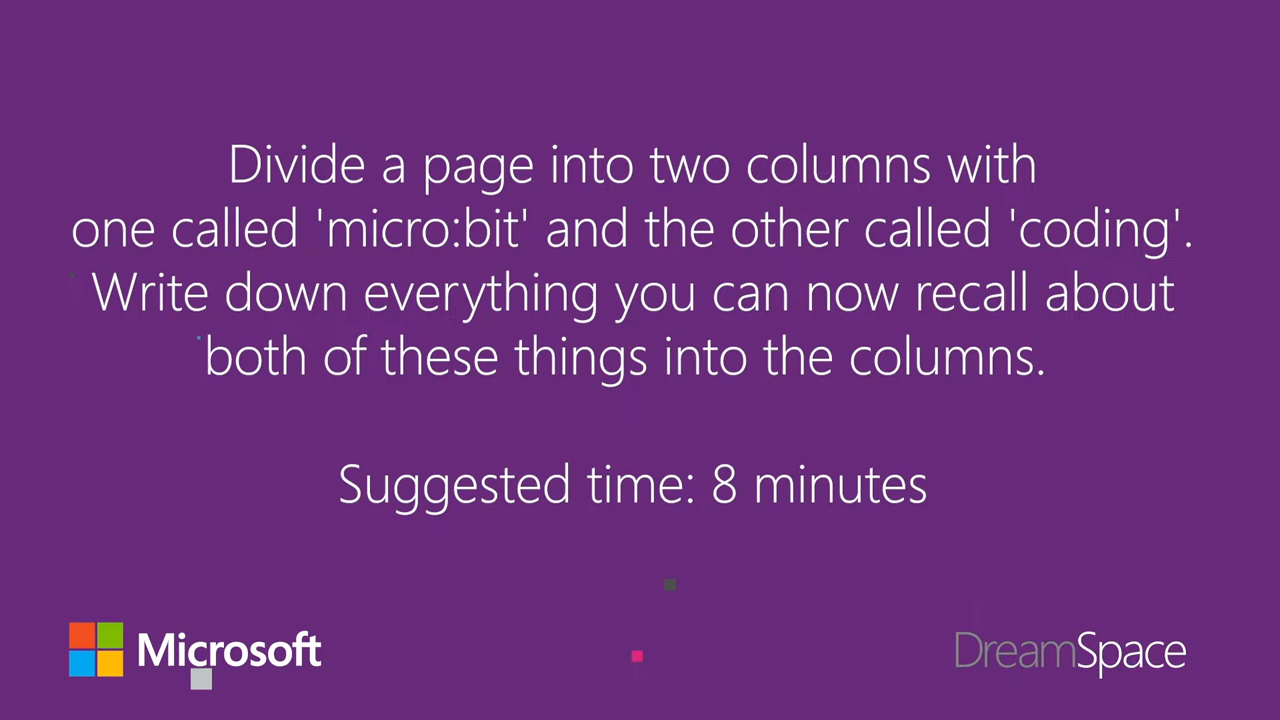 Divide a page into two columns with
one called 'micro:bit' and the other called 'coding'.
Write down everything you can now recall about
both of these things into the columns.
Suggested time: 8 minutes
Microsoft
DreamSpace